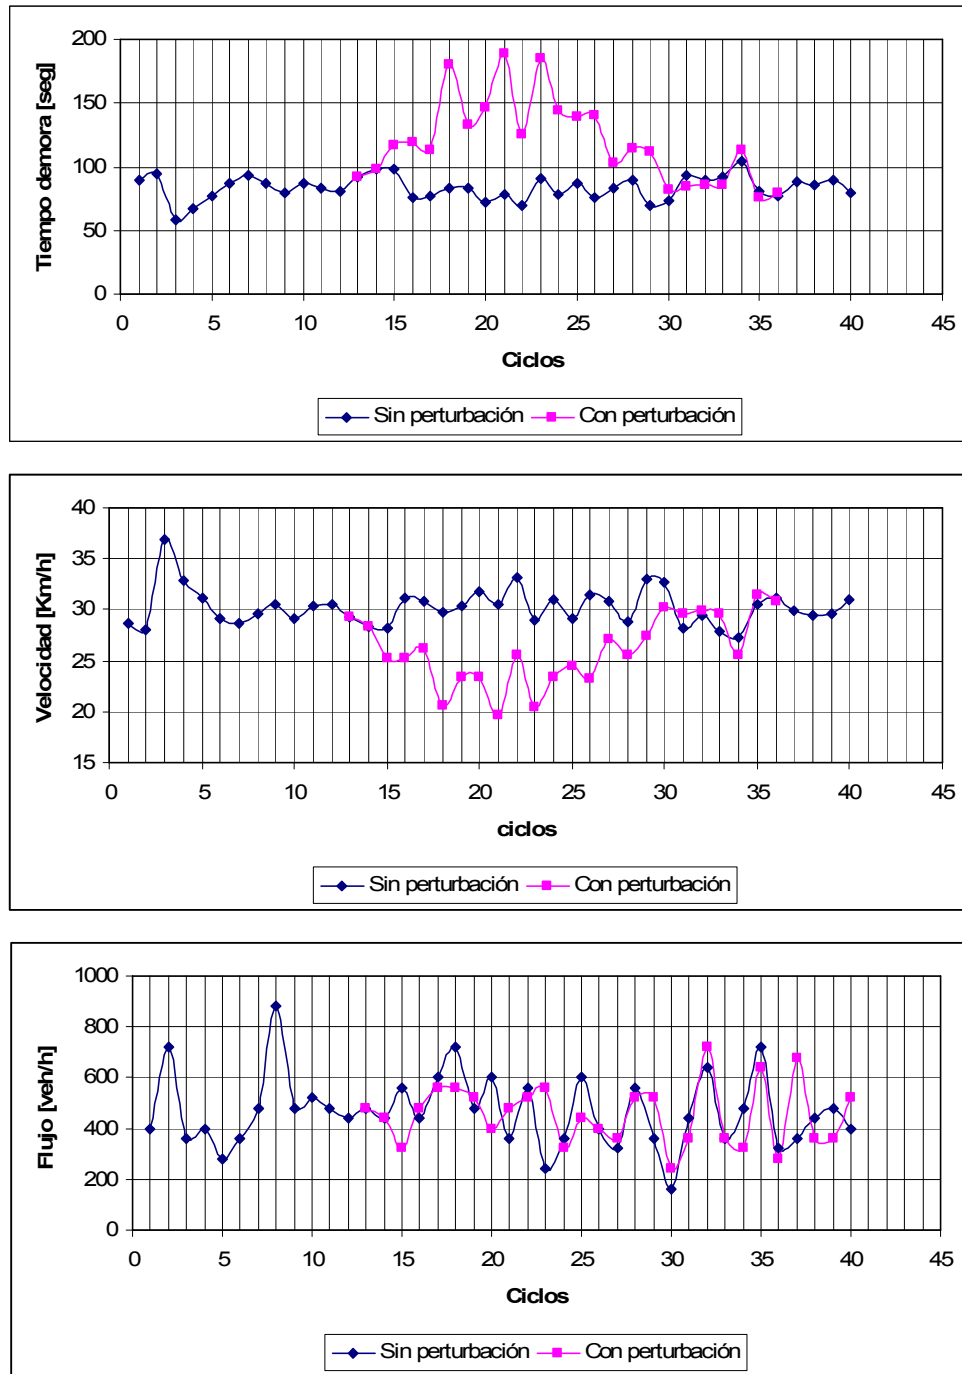 200
150
100
50
0
Tiempo demora [seg]
0 5 10 15 20 25 30 35 40 45
Ciclos
Sin perturbación Con perturbación
40
35
30
25
20
15
Velocidad [Km/h]
0 5 10 15 20 25 30 35 40 45
ciclos
Sin perturbación Con perturbación
1000
800
600
400
200
0
Flujo [veh/h]
0 5 10 15 20 25 30 35 40 45
Ciclos
Sin perturbación Con perturbación